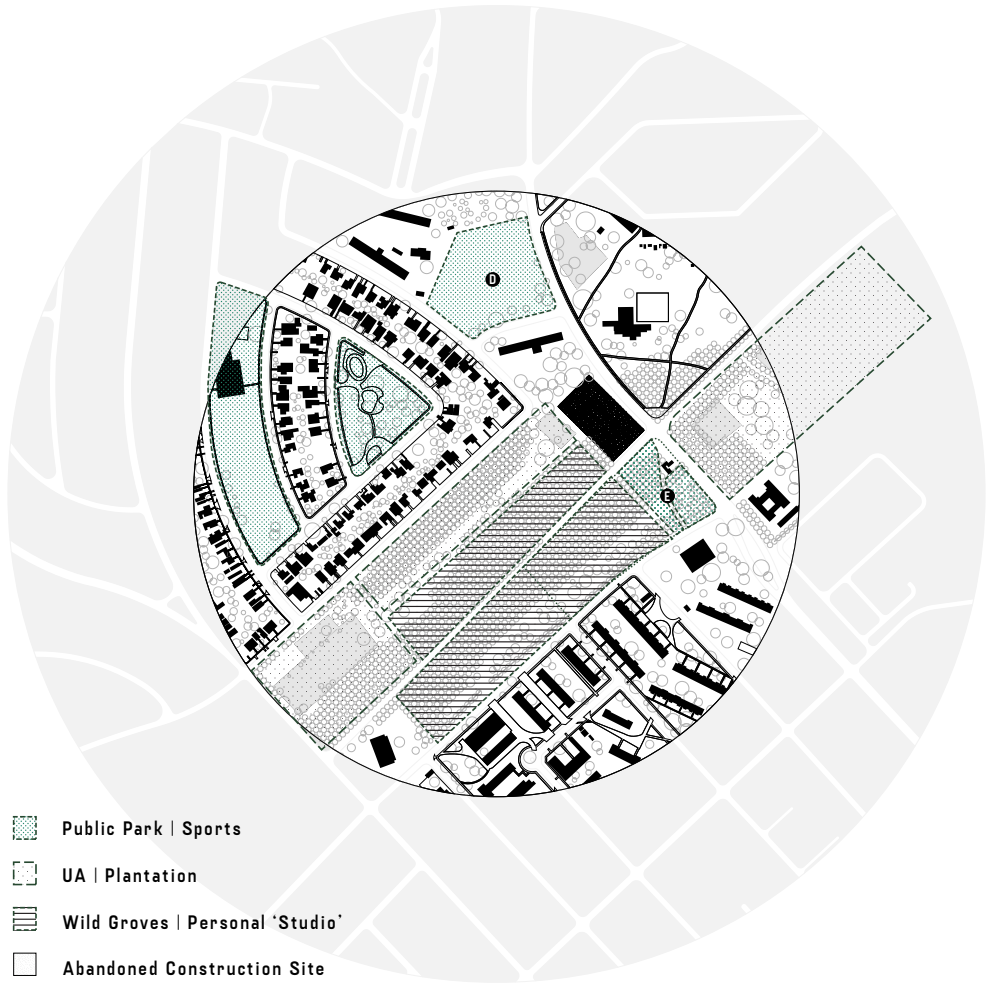 D
E
Public Park | Sports
UA | Plantation
Wild Groves | Personal ‘Studio’
Abandoned Construction Site